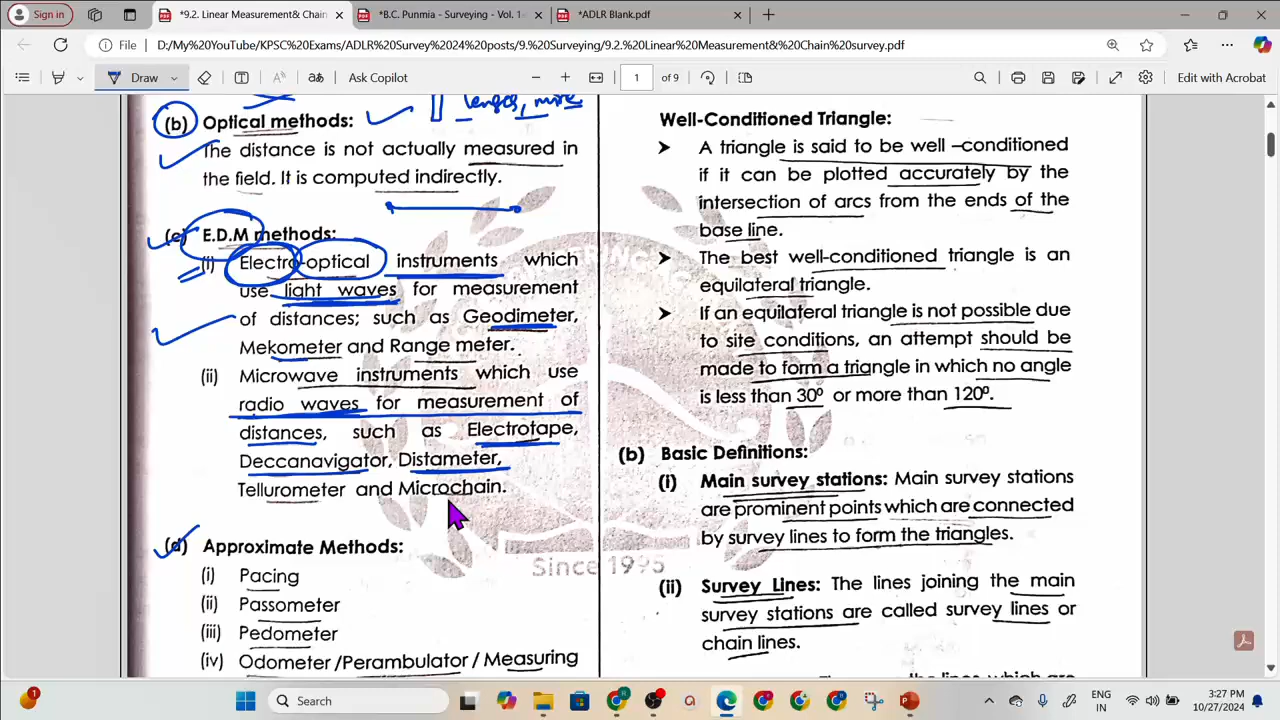 Sign in
*9.2. Linear Measurement& Chain
*B.C. Punmia - Surveying - Vol. 1-
*ADLR Blank.pdf
File
D:/My%20YouTube/KPSC%20Exams/ADLR%20Survey%202024%20posts/9.%20Surveying/9.2.%20Linear%20Measurement&%20Chain%20survey.pdf
Draw
Ask Copilot
1
of 9
Edit with Acrobat
lengths, more
(b) Optical methods:
The distance is not actually measured in
the field. It is computed indirectly.
(c) E.D.M methods:
(i) Electro-optical instruments which
use light waves for measurement
of distances; such as Geodimeter,
Mekometer and Range meter.
(ii) Microwave instruments which use
radio waves for measurement of
distances, such as Electrotape,
Deccanavigator, Distameter,
Tellurometer and Microchain.
(d) Approximate Methods:
(i) Pacing
(ii) Passometer
(iii) Pedometer
(iv) Odometer /Perambulator / Measuring
Well-Conditioned Triangle:
➤ A triangle is said to be well –conditioned
if it can be plotted accurately by the
intersection of arcs from the ends of the
base line.
➤ The best well-conditioned triangle is an
equilateral triangle.
➤ If an equilateral triangle is not possible due
to site conditions, an attempt should be
made to form a triangle in which no angle
is less than 30⁰ or more than 120⁰.
(b) Basic Definitions:
(i) Main survey stations: Main survey stations
are prominent points which are connected
by survey lines to form the triangles.
(ii) Survey Lines: The lines joining the main
survey stations are called survey lines or
chain lines.
Since 1995
1
Search
ENG
IN
3:27 PM
10/27/2024
1